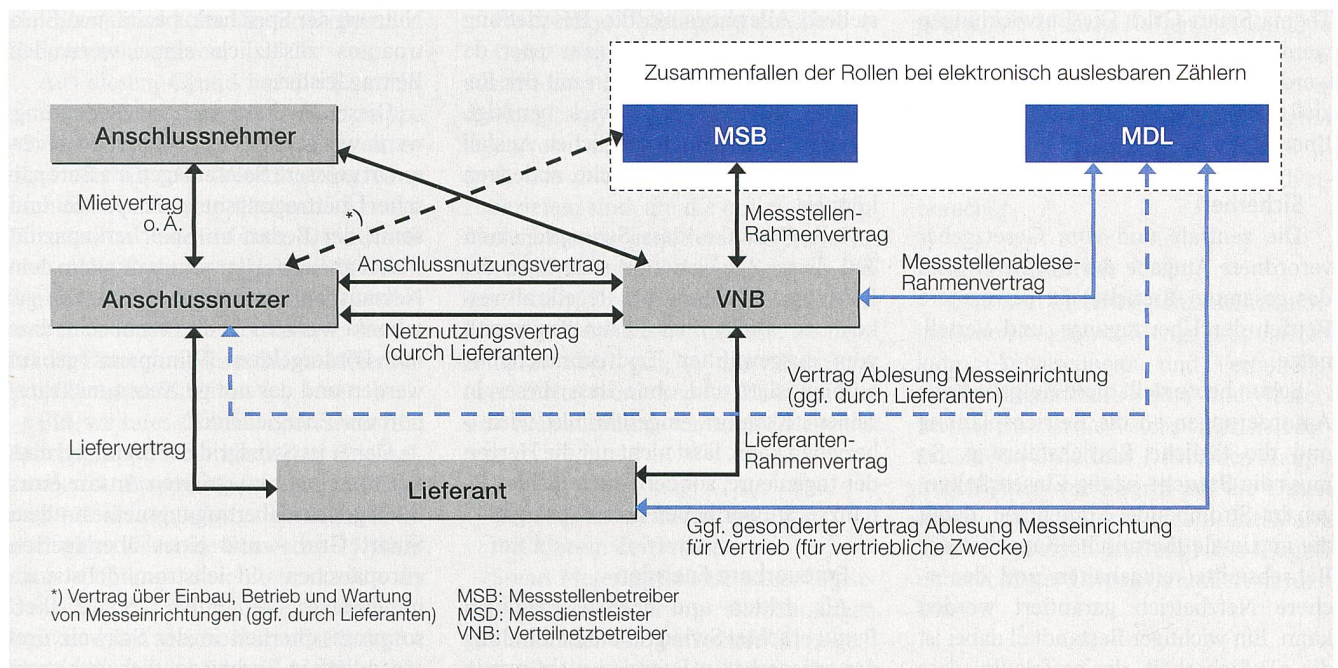 Zusammenfallen der Rollen bei elektronisch auslesbaren Zählern
Anschlussnehmer
MSB
MDL
Mietvertrag
o. Ä.
*)
Messstellen-
Rahmenvertrag
Anschlussnutzungsvertrag
Messstellenablese-
Rahmenvertrag
Anschlussnutzer
VNB
Netznutzungsvertrag
(durch Lieferanten)
Vertrag Ablesung Messeinrichtung
(ggf. durch Lieferanten)
Liefervertrag
Lieferanten-
Rahmenvertrag
Lieferant
Ggf. gesonderter Vertrag Ablesung Messeinrichtung
für Vertrieb (für vertriebliche Zwecke)
*) Vertrag über Einbau, Betrieb und Wartung
von Messeinrichtungen (ggf. durch Lieferanten)
MSB: Messstellenbetreiber
MSD: Messdienstleister
VNB: Verteilnetzbetreiber